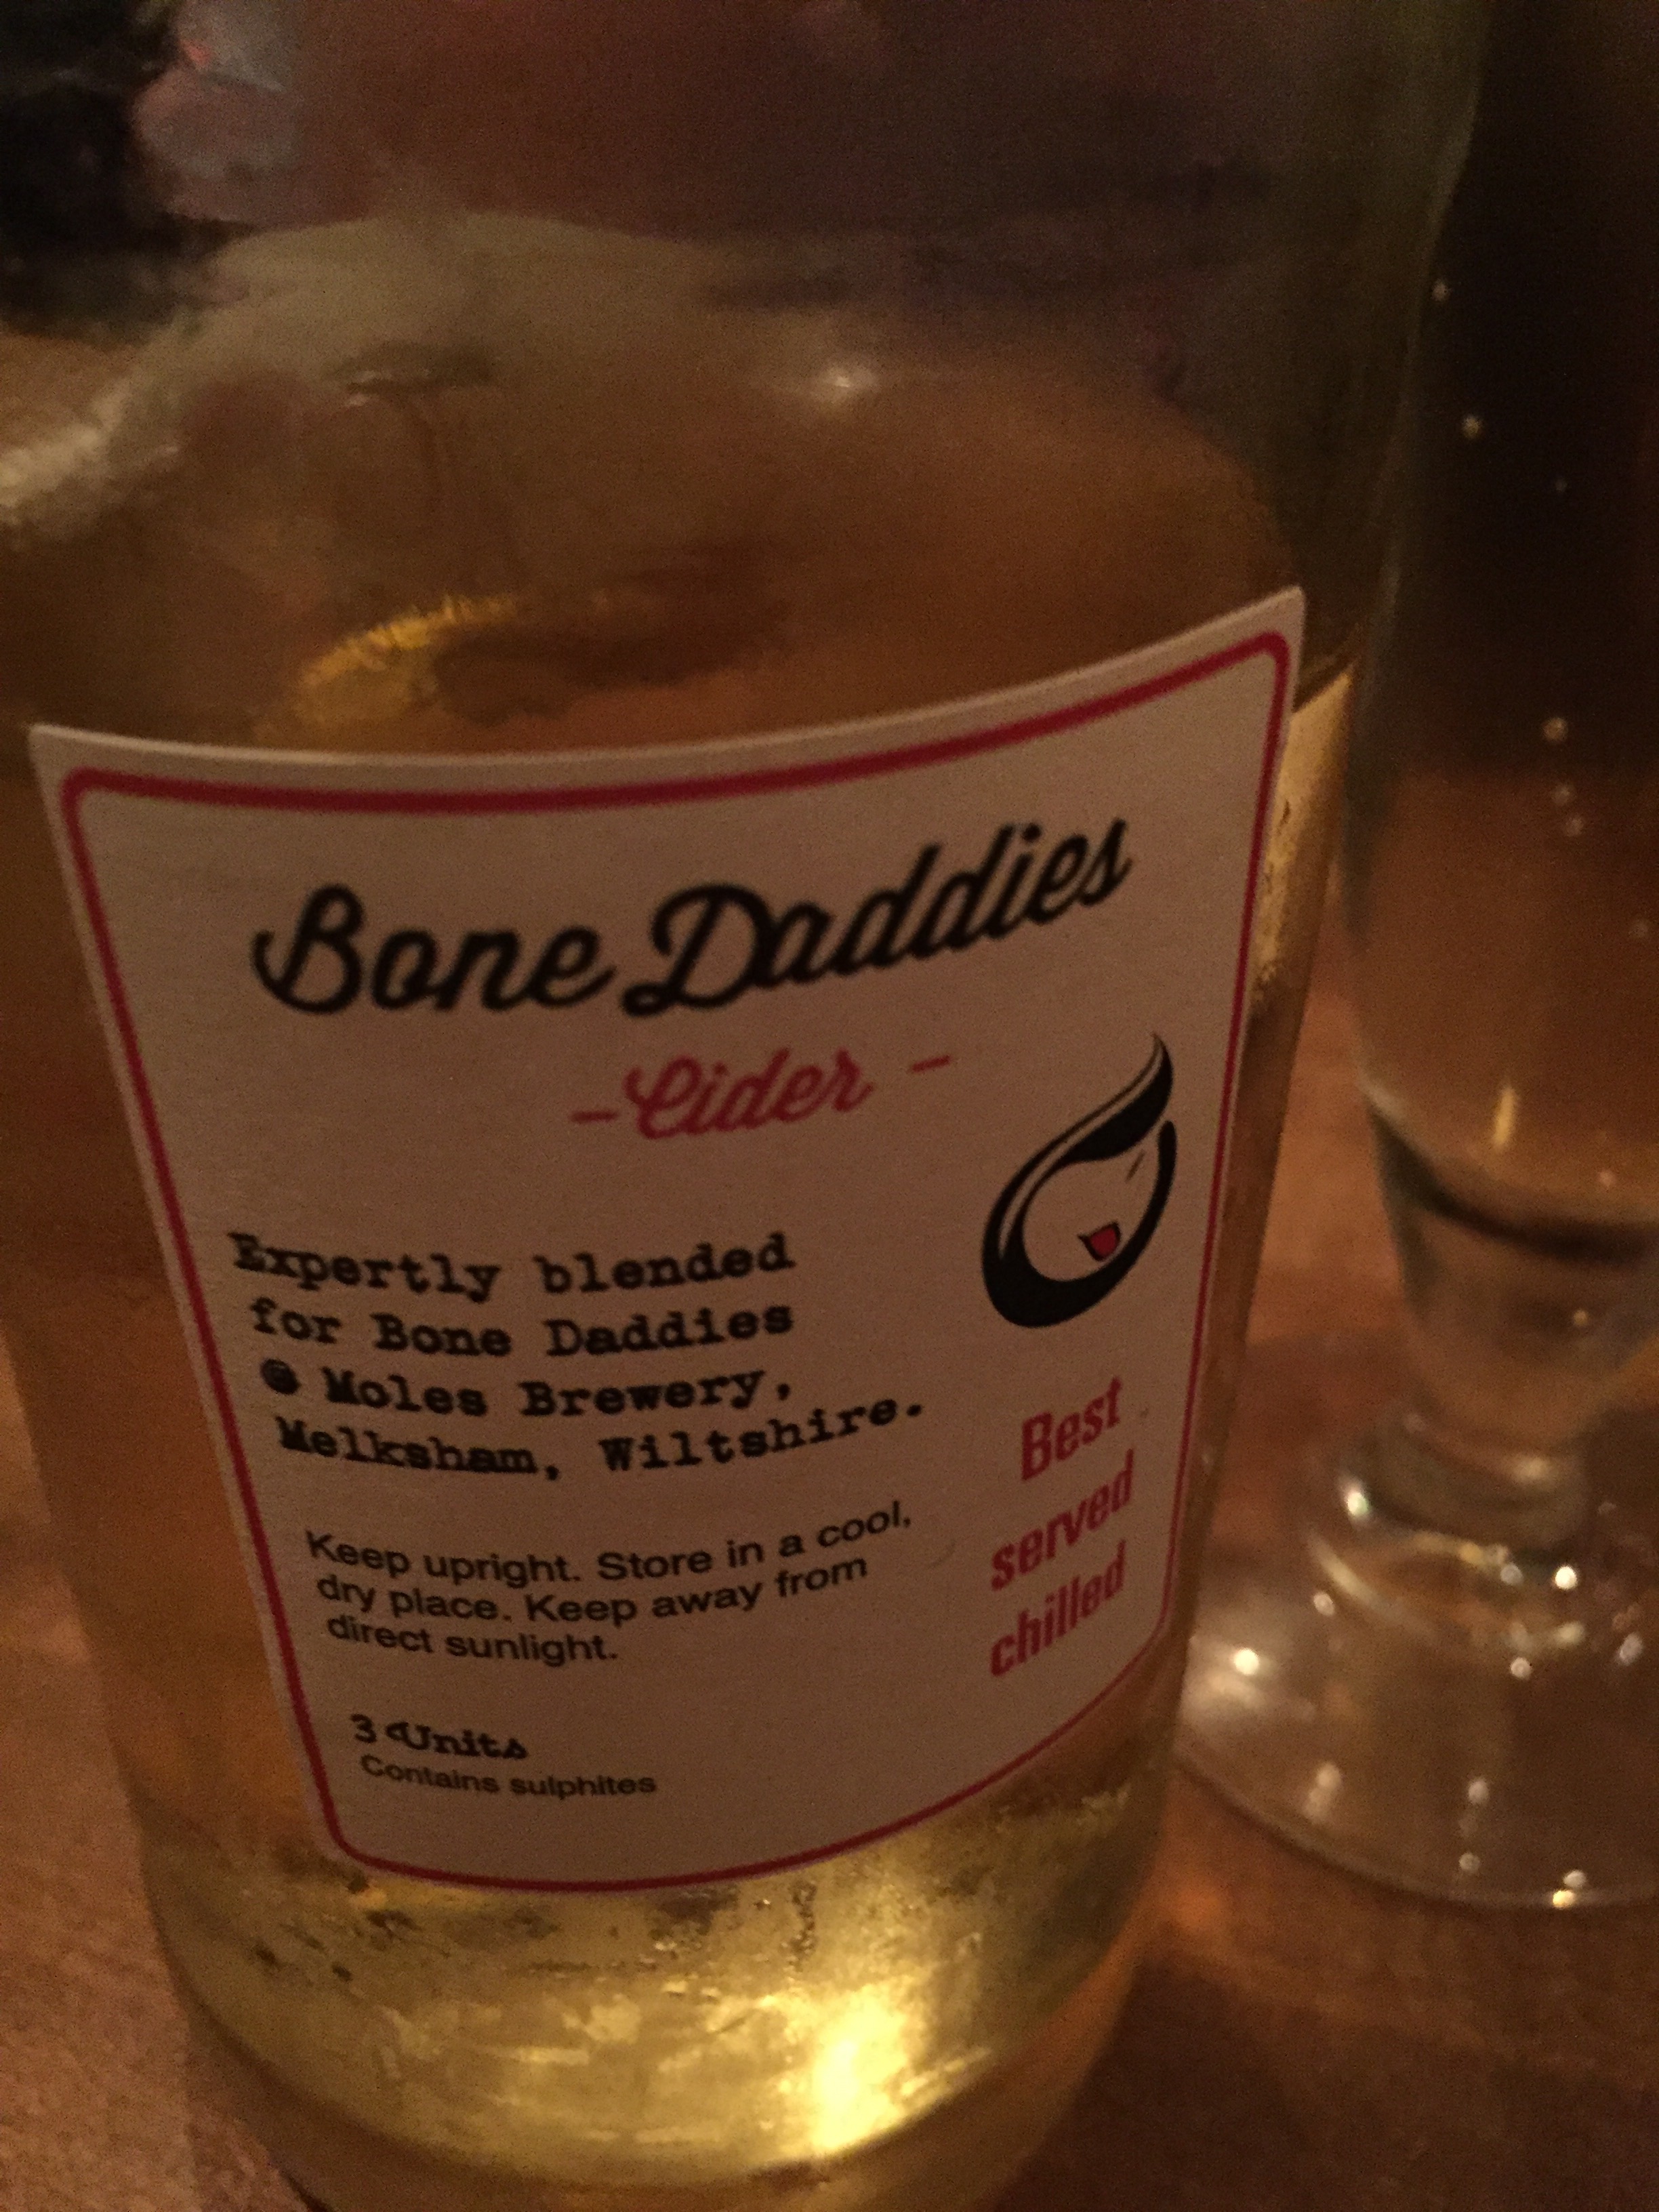 Bone Daddies
- Cider -
Expertly blended
for Bone Daddies
@ Moles Brewery,
Melksham, Wiltshire.
Keep upright. Store in a cool,
dry place. Keep away from
direct sunlight.
3 Units
Contains sulphites
Best
served
chilled